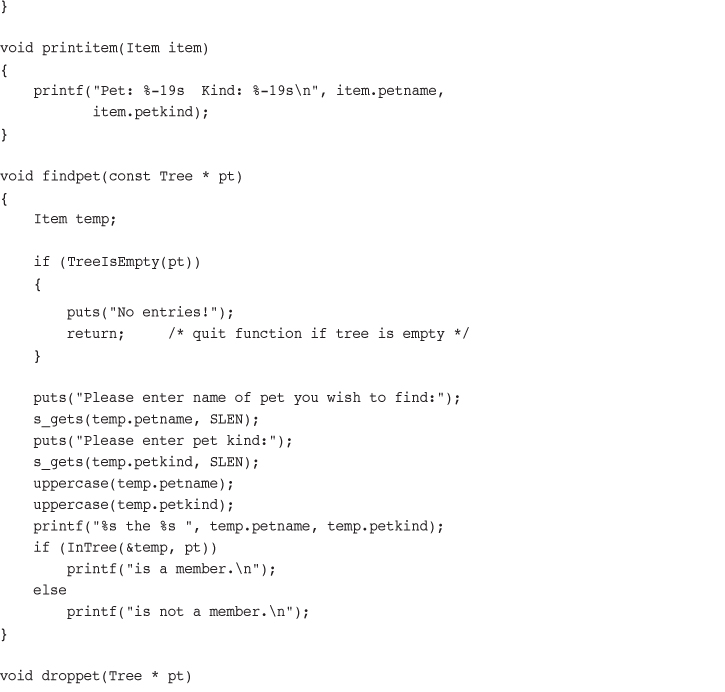 }

void printitem(Item item)
{
    printf("Pet: %-19s  Kind: %-19s\n", item.petname,
           item.petkind);
}

void findpet(const Tree * pt)
{
    Item temp;

    if (TreeIsEmpty(pt))
    {
        puts("No entries!");
        return;     /* quit function if tree is empty */
    }

    puts("Please enter name of pet you wish to find:");
    s_gets(temp.petname, SLEN);
    puts("Please enter pet kind:");
    s_gets(temp.petkind, SLEN);
    uppercase(temp.petname);
    uppercase(temp.petkind);
    printf("%s the %s ", temp.petname, temp.petkind);
    if (InTree(&temp, pt))
        printf("is a member.\n");
    else
        printf("is not a member.\n");
}

void droppet(Tree * pt)